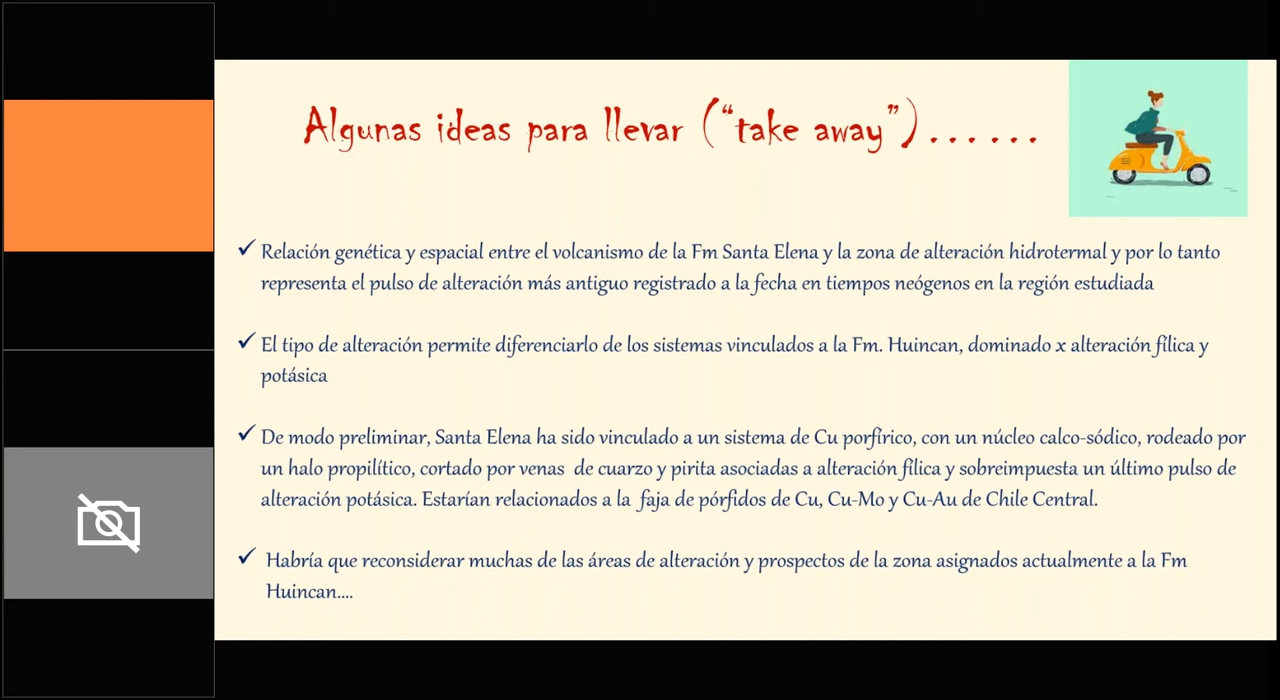 Algunas ideas para llevar (“take away”)......
✓ Relación genética y espacial entre el volcanismo de la Fm Santa Elena y la zona de alteración hidrotermal y por lo tanto
representa el pulso de alteración más antiguo registrado a la fecha en tiempos neógenos en la región estudiada
✓ El tipo de alteración permite diferenciarlo de los sistemas vinculados a la Fm. Huincan, dominado x alteración fílica y
potásica
✓ De modo preliminar, Santa Elena ha sido vinculado a un sistema de Cu porfírico, con un núcleo calco-sódico, rodeado por
un halo propilítico, cortado por venas de cuarzo y pirita asociadas a alteración fílica y sobreimpuesta un último pulso de
alteración potásica. Estarían relacionados a la faja de pórfidos de Cu, Cu-Mo y Cu-Au de Chile Central.
✓ Habría que reconsiderar muchas de las áreas de alteración y prospectos de la zona asignados actualmente a la Fm
Huincan....